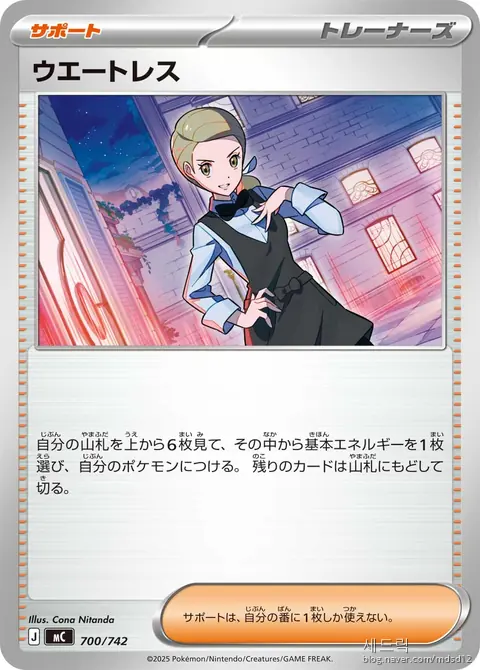 サポート
トレーナーズ
ウエートレス
自分の山札を上から6枚見て、その中から基本エネルギーを1枚
選び、自分のポケモンにつける。 残りのカードは山札にもどして
切る。
サポートは、自分の番に1枚しか使えない。
Illus. Cona Nitanda
J mC 700/742
©2025 Pokémon/Nintendo/Creatures/GAME FREAK.
세드릭
blog.naver.com/mdsd12